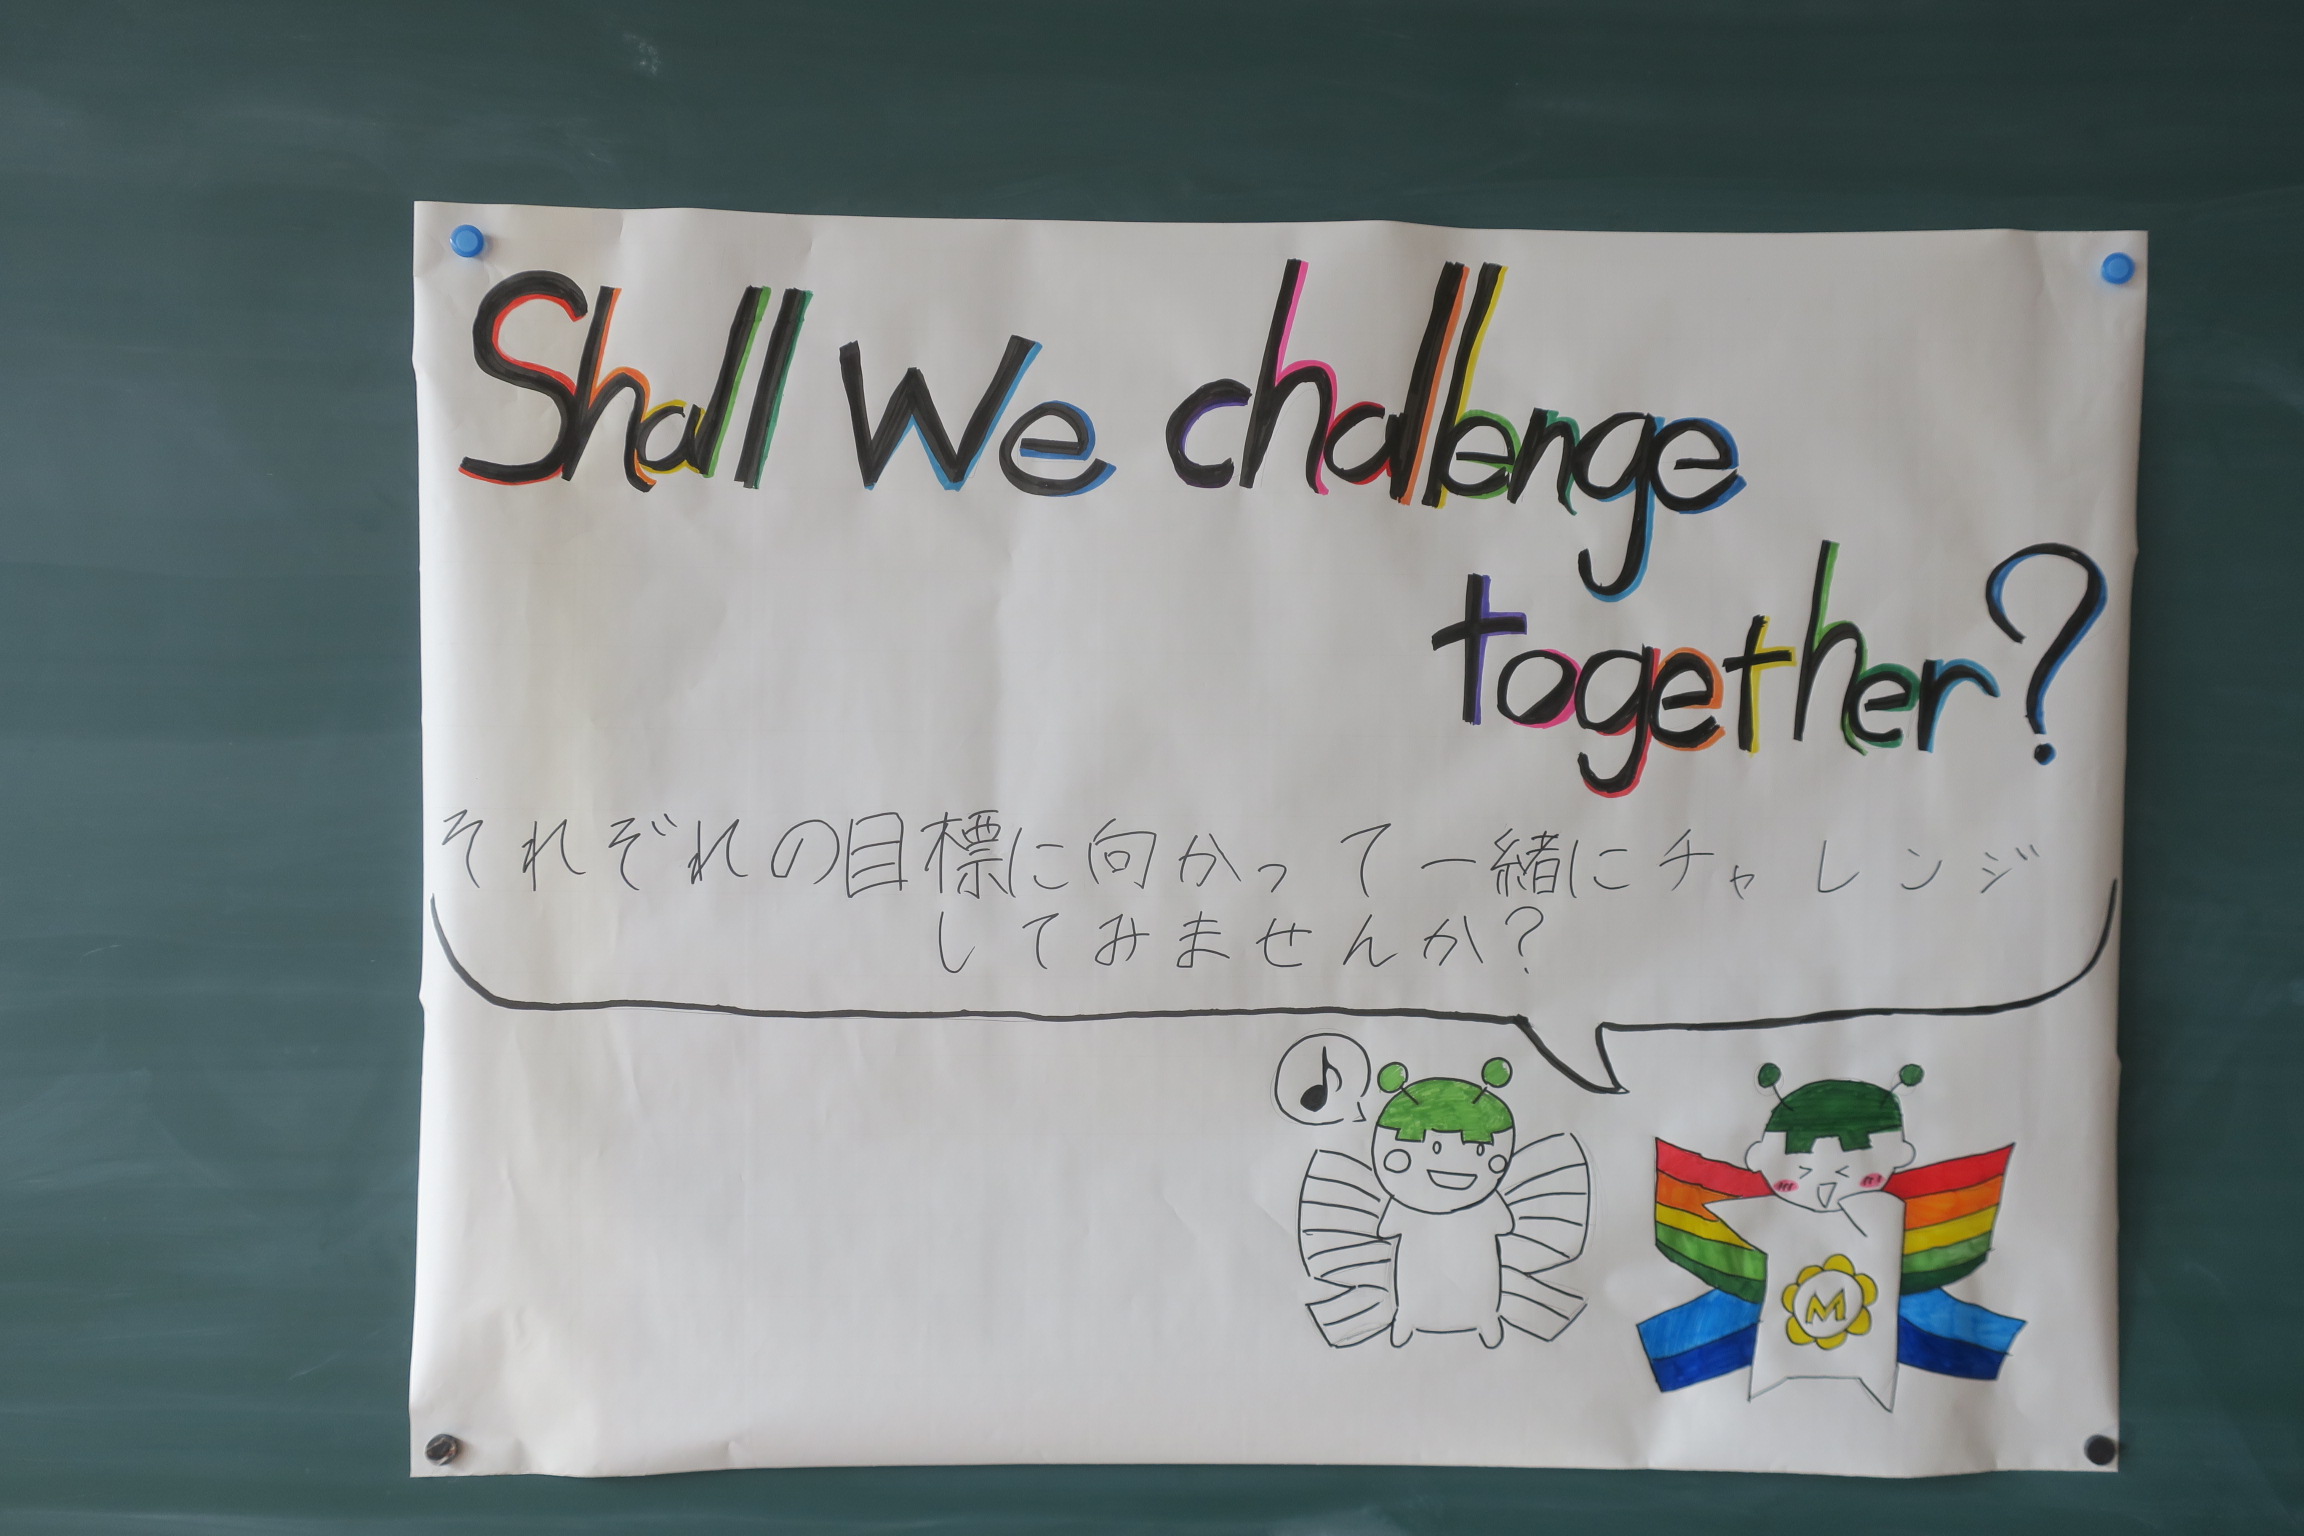 Shall We challenge
together?
それぞれの目標に向かって一緒にチャレンジ
してみませんか?
M